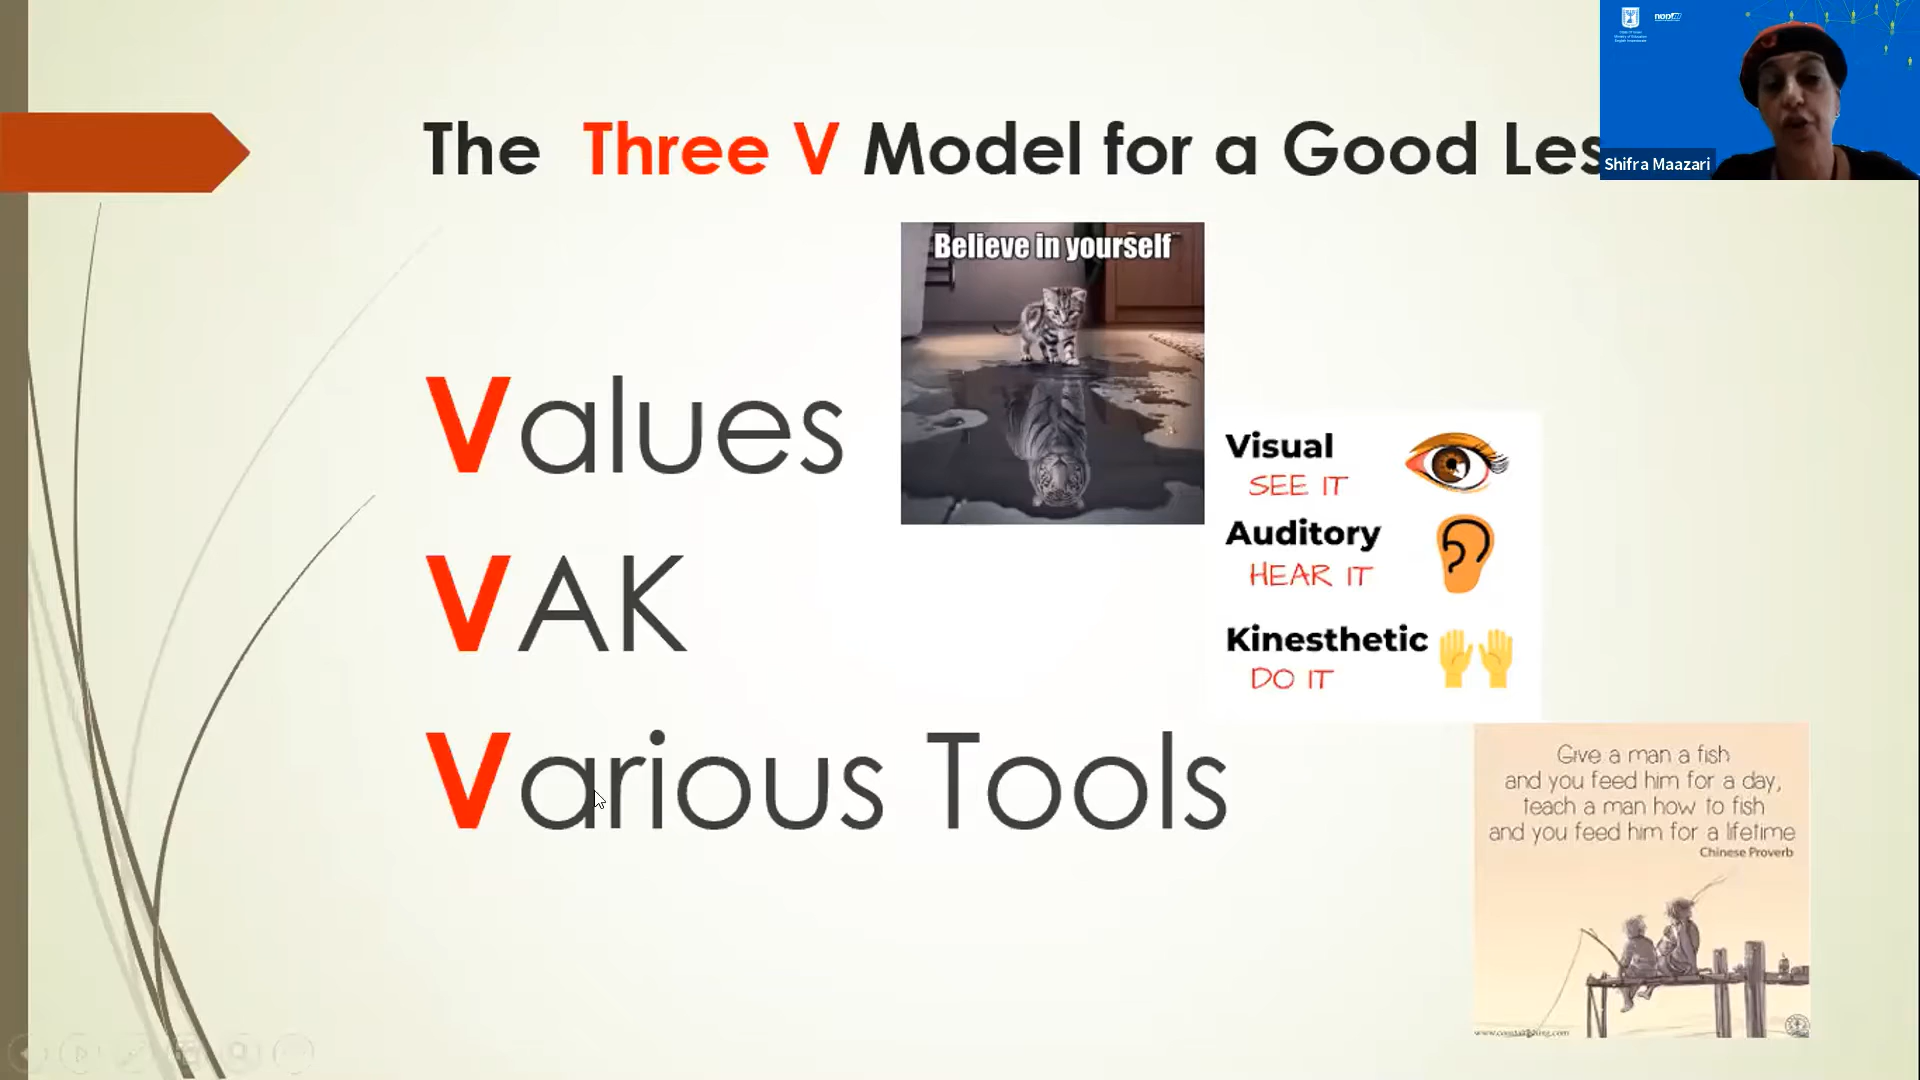 The Three V Model for a Good Les
Shifra Maazari
Believe in yourself
Values
Visual
SEE IT
Auditory
HEAR IT
VAK
Kinesthetic
DO IT
Various Tools
Give a man a fish
and you feed him for a day,
teach a man how to fish
and you feed him for a lifetime
Chinese Proverb